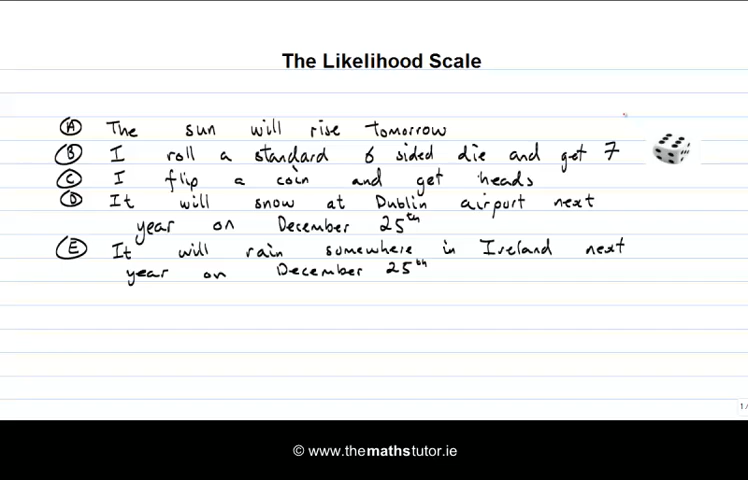 The Likelihood Scale
Ⓐ The sun will rise tomorrow
Ⓑ I roll a standard 6 sided die and get 7
Ⓒ I flip a coin and get heads
Ⓓ It will snow at Dublin airport next
year on December 25th
Ⓔ It will rain somewhere in Ireland next
year on December 25th
1/
© www.themathstutor.ie